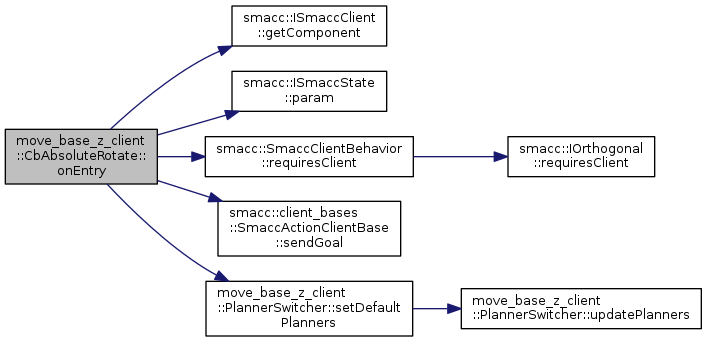 smacc::ISmaccClient
::getComponent
smacc::ISmaccState
::param
move_base_z_client
::CbAbsoluteRotate::
onEntry
smacc::SmaccClientBehavior
::requiresClient
smacc::IOrthogonal
::requiresClient
smacc::client_bases
::SmaccActionClientBase
::sendGoal
move_base_z_client
::PlannerSwitcher::setDefault
Planners
move_base_z_client
::PlannerSwitcher::updatePlanners